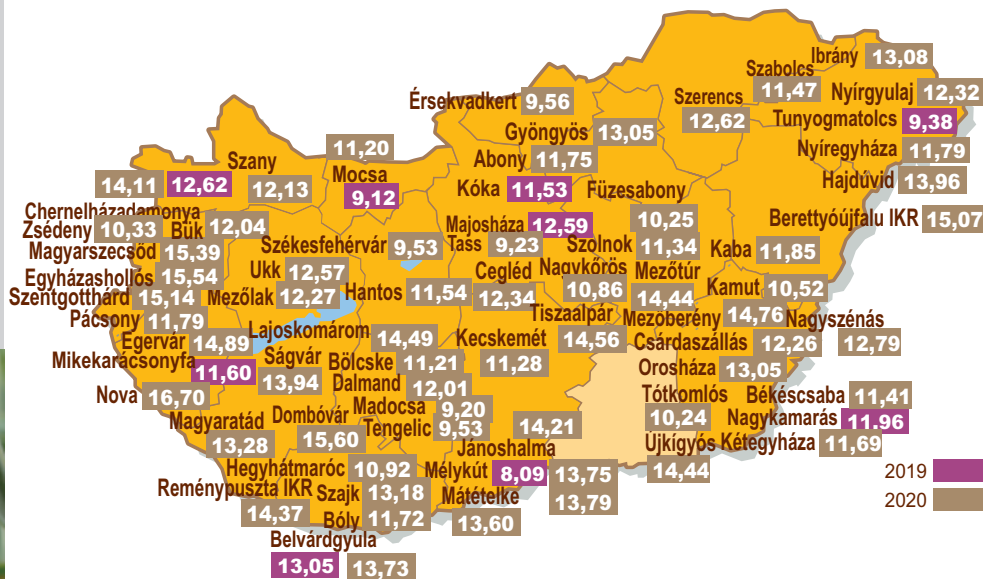 Ibrány 13,08
Szabolcs
11,47
Nyírgyulaj 12,32
Érsekvadkert 9,56
Szerencs
12,62
Tunyogmatolcs 9,38
Gyöngyös 13,05
Nyíregyháza 11,79
11,20
Mocsa
9,12
Szany
14,11 12,62 12,13
Abony 11,75
Hajdúvid 13,96
Kóka 11,53
Füzesabony
10,25
Chernelházadamonya
Zsédeny 10,33 Bük 12,04
Majosháza 12,59
Berettyóújfalu IKR 15,07
Magyarszecsőd 15,39
Székesfehérvár 9,53
Tass 9,23
Szolnok 11,34
Kaba 11,85
Egyházashollós 15,54
Ukk 12,57
Cegléd
12,34
Nagykőrös
10,86
Mezőtúr
14,44
Kamut 10,52
Szentgotthárd 15,14
Mezőlak 12,27
Hantos 11,54
Tiszaalpár
14,56
Mezőberény 14,76
Nagyszénás
12,79
Pácsony 11,79
Lajoskomárom
14,49
Kecskemét
11,28
Csárdaszállás 12,26
Egervár 14,89
Mikekarácsonyfa
11,60
Ságvár
13,94
Bölcske 11,21
Orosháza 13,05
Nova 16,70
Dalmand 12,01
Tótkomlós
10,24
Békéscsaba 11,41
Magyaratád
13,28
Dombóvár
15,60
Madocsa 9,20
Nagykamarás 11,96
Tengelic 9,53
14,21
Jánoshalma
Újkígyós
14,44
Kétegyháza 11,69
Hegyhátmaróc 10,92
Mélykút 8,09 13,75
Reménypuszta IKR
14,37
Szajk 13,18
Mátételke
13,60
13,79
Bóly 11,72
Belvárdgyula
13,05 13,73
2019
2020